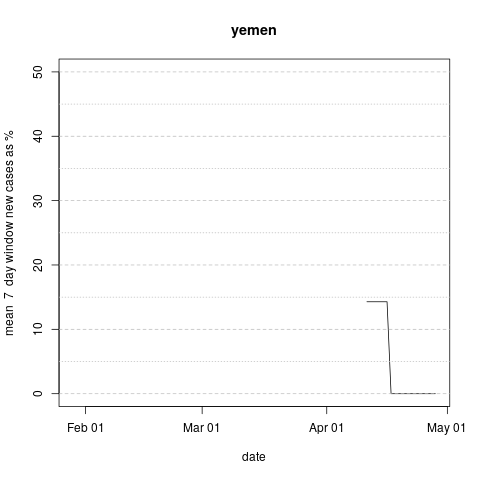 yemen
mean 7 day window new cases as %
50
40
30
20
10
0
Feb 01
Mar 01
Apr 01
May 01
date